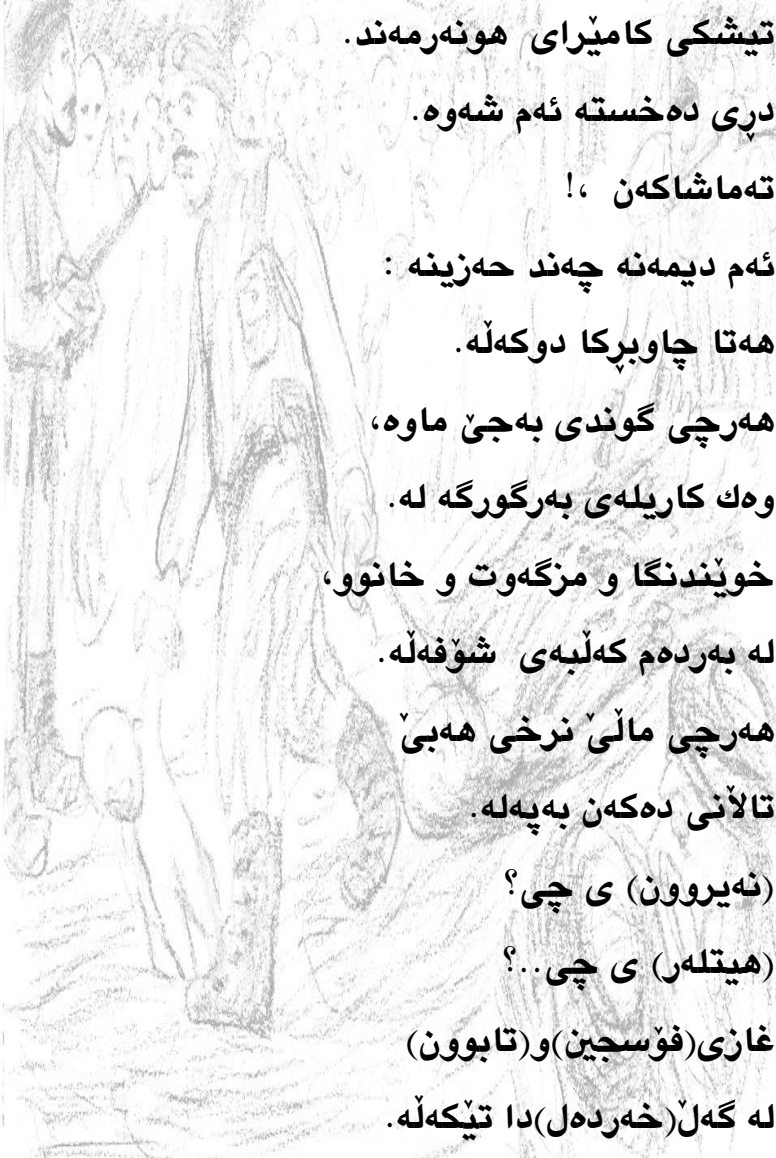 تیشکی کامێرای هونەرمەند.
دڕی دەخستە ئەم شەوە.
تەماشاکەن ،!
ئەم دیمەنە چەند حەزینە :
هەتا چاوبڕکا دوکەڵە.
هەرچی گوندی بەجێ ماوە،
وەك کاریلەی بەرگورگە لە.
خوێندنگا و مزگەوت و خانوو،
لە بەردەم کەڵبەی شۆفەڵە.
هەرچی ماڵێ نرخی هەبێ
تاڵانی دەکەن بەپەلە.
(نەیروون) ی چی؟
(هیتلەر) ی چی..؟
غازی(فۆسجین)و(تابوون)
لە گەڵ(خەردەل)دا تێکەڵە.